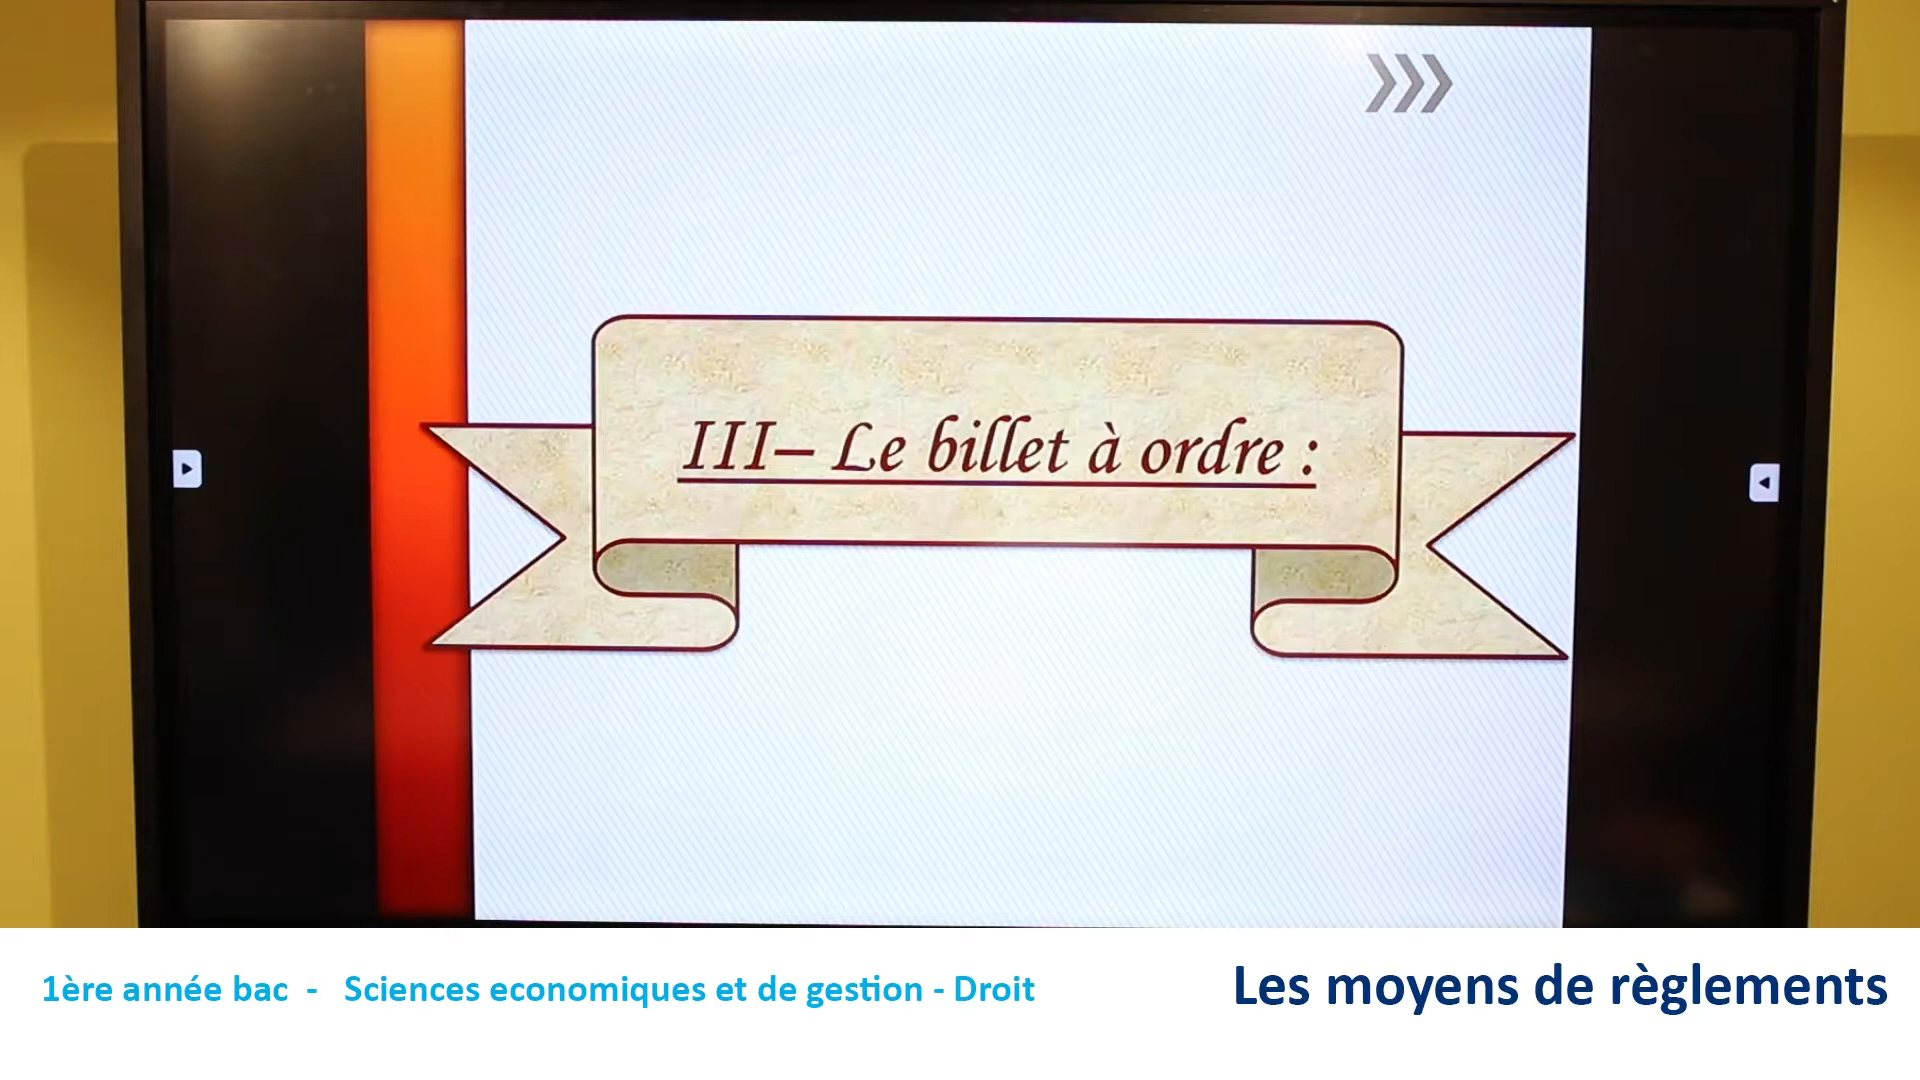 III– Le billet à ordre :
1ère année bac - Sciences economiques et de gestion - Droit
Les moyens de règlements